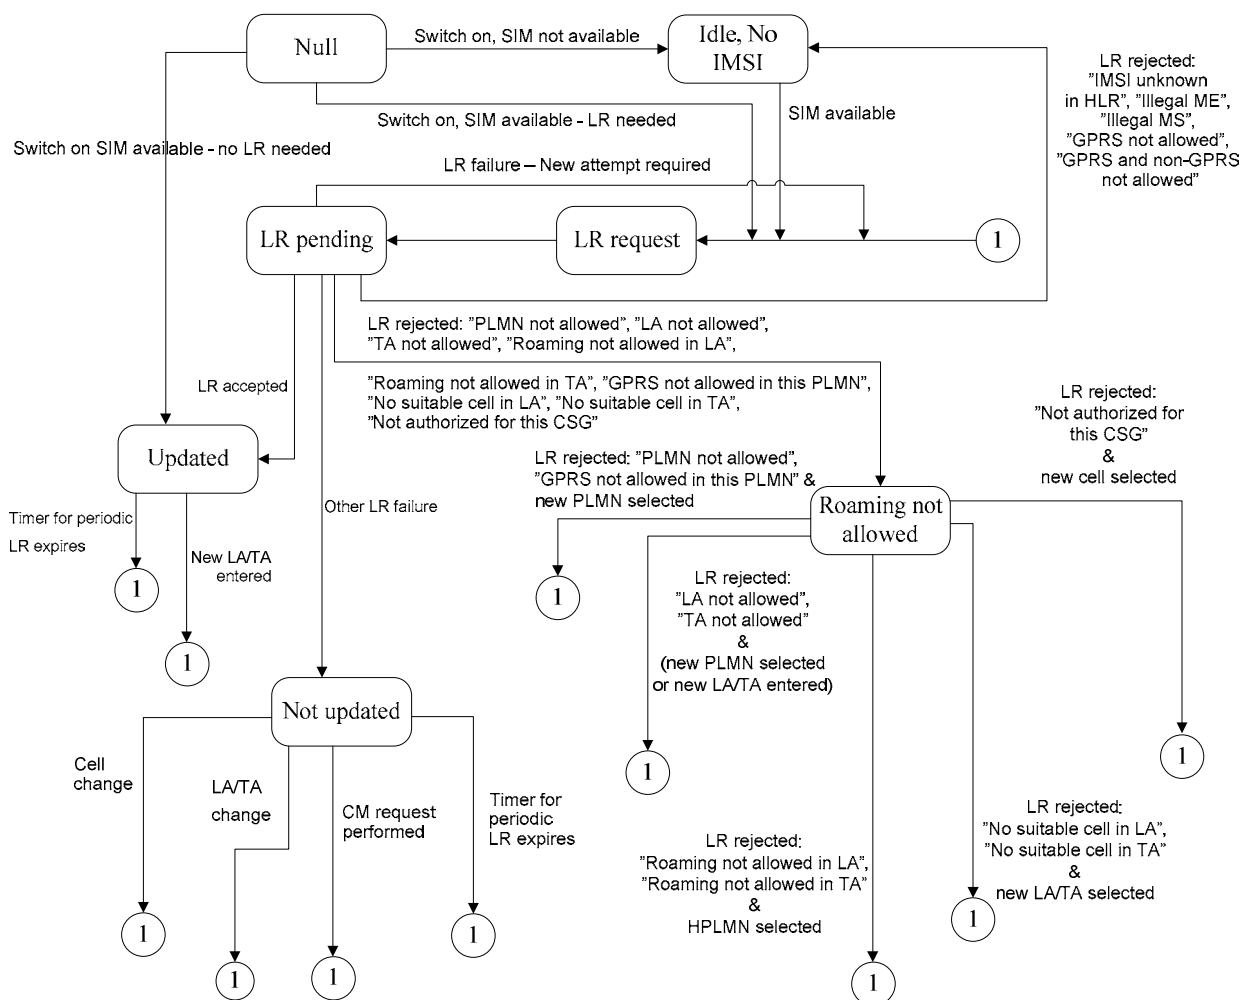 Null
Switch on, SIM not available
Idle, No
IMSI
LR rejected:
"IMSI unknown
in HLR", "Illegal ME",
"Illegal MS",
"GPRS not allowed",
"GPRS and non-GPRS
not allowed"
Switch on, SIM available - LR needed
SIM available
Switch on SIM available - no LR needed
LR failure – New attempt required
LR pending
LR request
1
LR rejected: "PLMN not allowed", "LA not allowed",
"TA not allowed", "Roaming not allowed in LA",
"Roaming not allowed in TA", "GPRS not allowed in this PLMN",
"No suitable cell in LA", "No suitable cell in TA",
"Not authorized for this CSG"
LR accepted
LR rejected:
"Not authorized for
this CSG"
&
new cell selected
Updated
LR rejected: "PLMN not allowed",
"GPRS not allowed in this PLMN" &
new PLMN selected
Roaming not
allowed
Other LR failure
Timer for periodic
LR expires
New LA/TA
entered
1
1
1
LR rejected:
"LA not allowed",
"TA not allowed"
&
(new PLMN selected
or new LA/TA entered)
Not updated
1
1
Cell
change
LA/TA
change
CM request
performed
Timer for
periodic
LR expires
LR rejected:
"Roaming not allowed in LA",
"Roaming not allowed in TA"
&
HPLMN selected
LR rejected:
"No suitable cell in LA",
"No suitable cell in TA"
&
new LA/TA selected
1
1
1
1
1
1